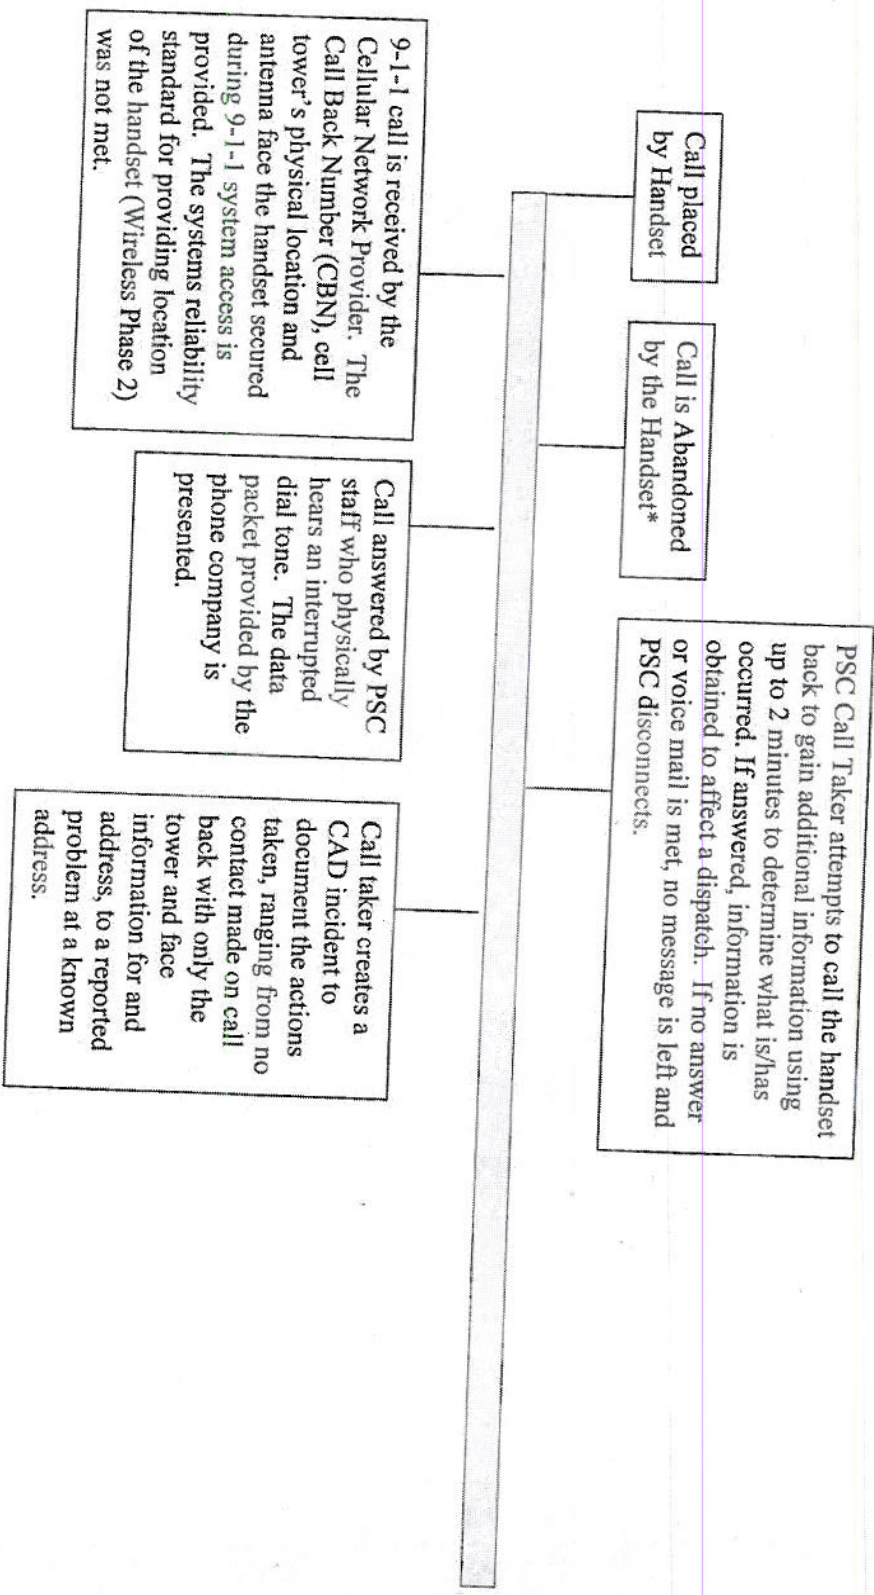 Call placed
by Handset
Call is Abandoned
by the Handset*
PSC Call Taker attempts to call the handset
back to gain additional information using
up to 2 minutes to determine what is/has
occurred. If answered, information is
obtained to affect a dispatch. If no answer
or voice mail is met, no message is left and
PSC disconnects.
9-1-1 call is received by the
Cellular Network Provider. The
Call Back Number (CBN), cell
tower's physical location and
antenna face the handset secured
during 9-1-1 system access is
provided. The systems reliability
standard for providing location
of the handset (Wireless Phase 2)
was not met.
Call answered by PSC
staff who physically
hears an interrupted
dial tone. The data
packet provided by the
phone company is
presented.
Call taker creates a
CAD incident to
document the actions
taken, ranging from no
contact made on call
back with only the
tower and face
information for and
address, to a reported
problem at a known
address.